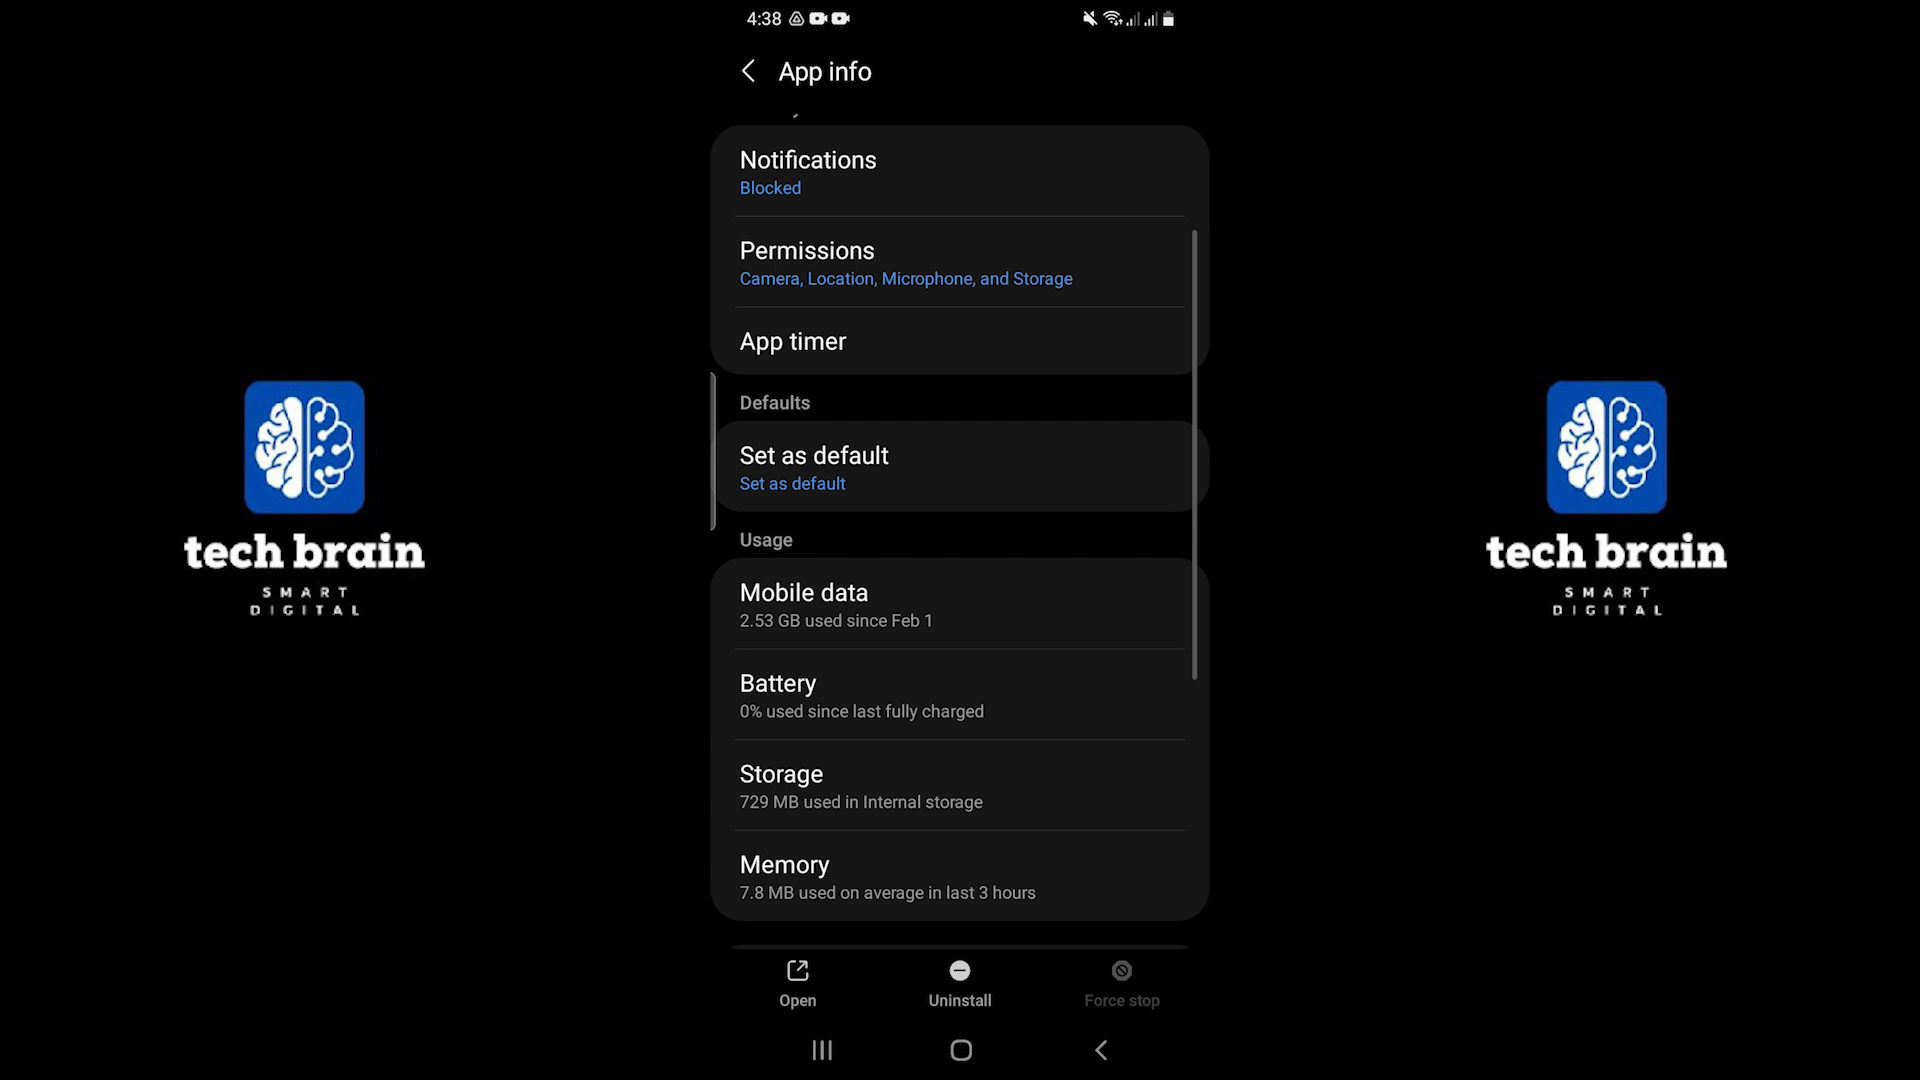 4:38
App info
Notifications
Blocked
Permissions
Camera, Location, Microphone, and Storage
App timer
Defaults
Set as default
Set as default
Usage
Mobile data
2.53 GB used since Feb 1
Battery
0% used since last fully charged
Storage
729 MB used in Internal storage
Memory
7.8 MB used on average in last 3 hours
Open
Uninstall
Force stop
tech brain
SMART
DIGITAL
tech brain
SMART
DIGITAL